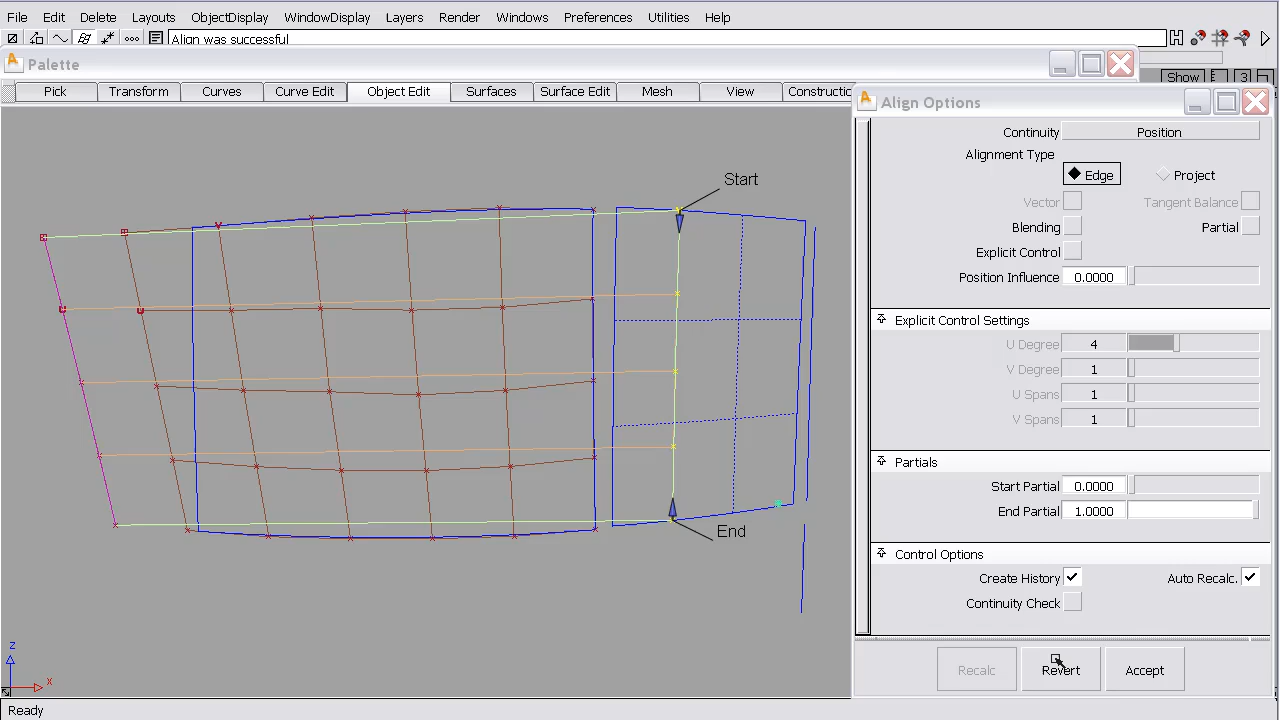 File Edit Delete Layouts ObjectDisplay WindowDisplay Layers Render Windows Preferences Utilities Help
Align was successful
Palette
Show 3
Pick Transform Curves Curve Edit Object Edit Surfaces Surface Edit Mesh View Constructic
Align Options
Continuity Position
Alignment Type
Edge Project
Vector Tangent Balance
Blending Partial
Explicit Control
Position Influence 0.0000
Explicit Control Settings
U Degree 4
V Degree 1
U Spans 1
V Spans 1
Partials
Start Partial 0.0000
End Partial 1.0000
Control Options
Create History Auto Recalc.
Continuity Check
Recalc Revert Accept
Start
End
z
x
Ready